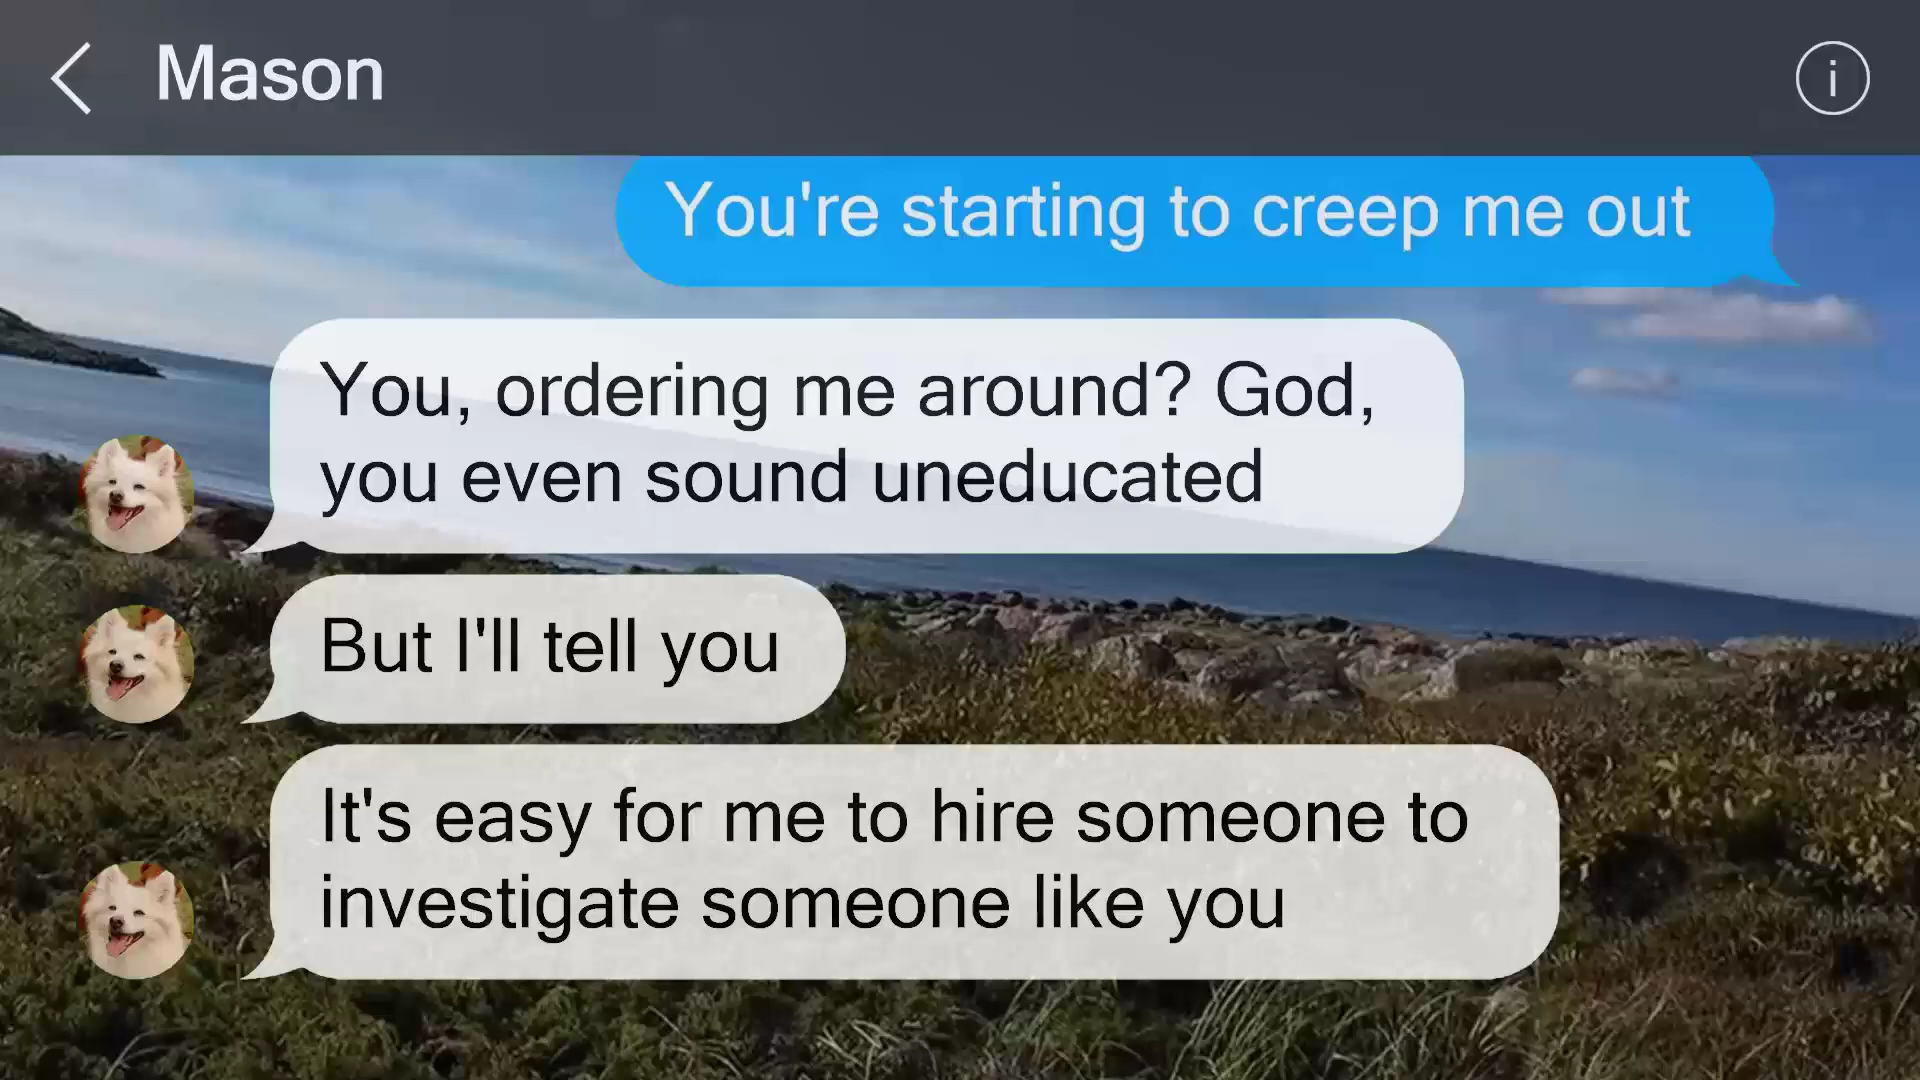 Mason
You're starting to creep me out
You, ordering me around? God,
you even sound uneducated
But I'll tell you
It's easy for me to hire someone to
investigate someone like you